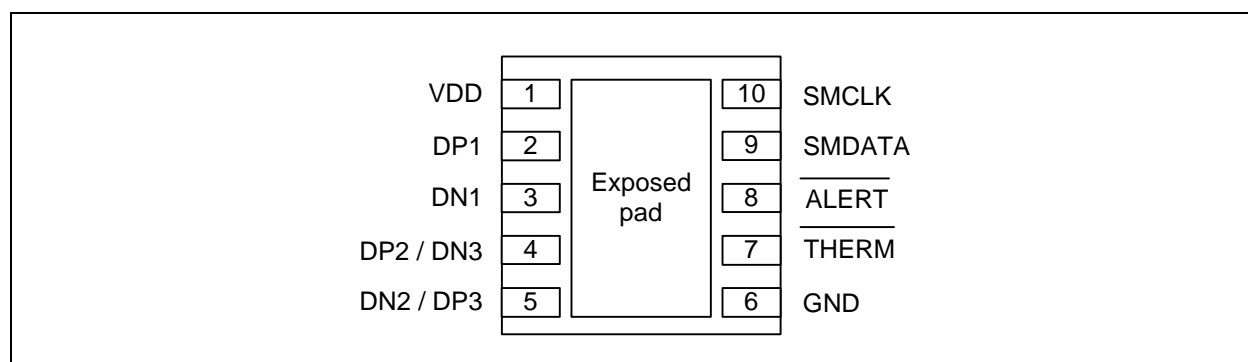 VDD 1 10 SMCLK
DP1 2 9 SMDATA
DN1 3 Exposed pad 8 ALERT
DP2 / DN3 4 7 THERM
DN2 / DP3 5 6 GND